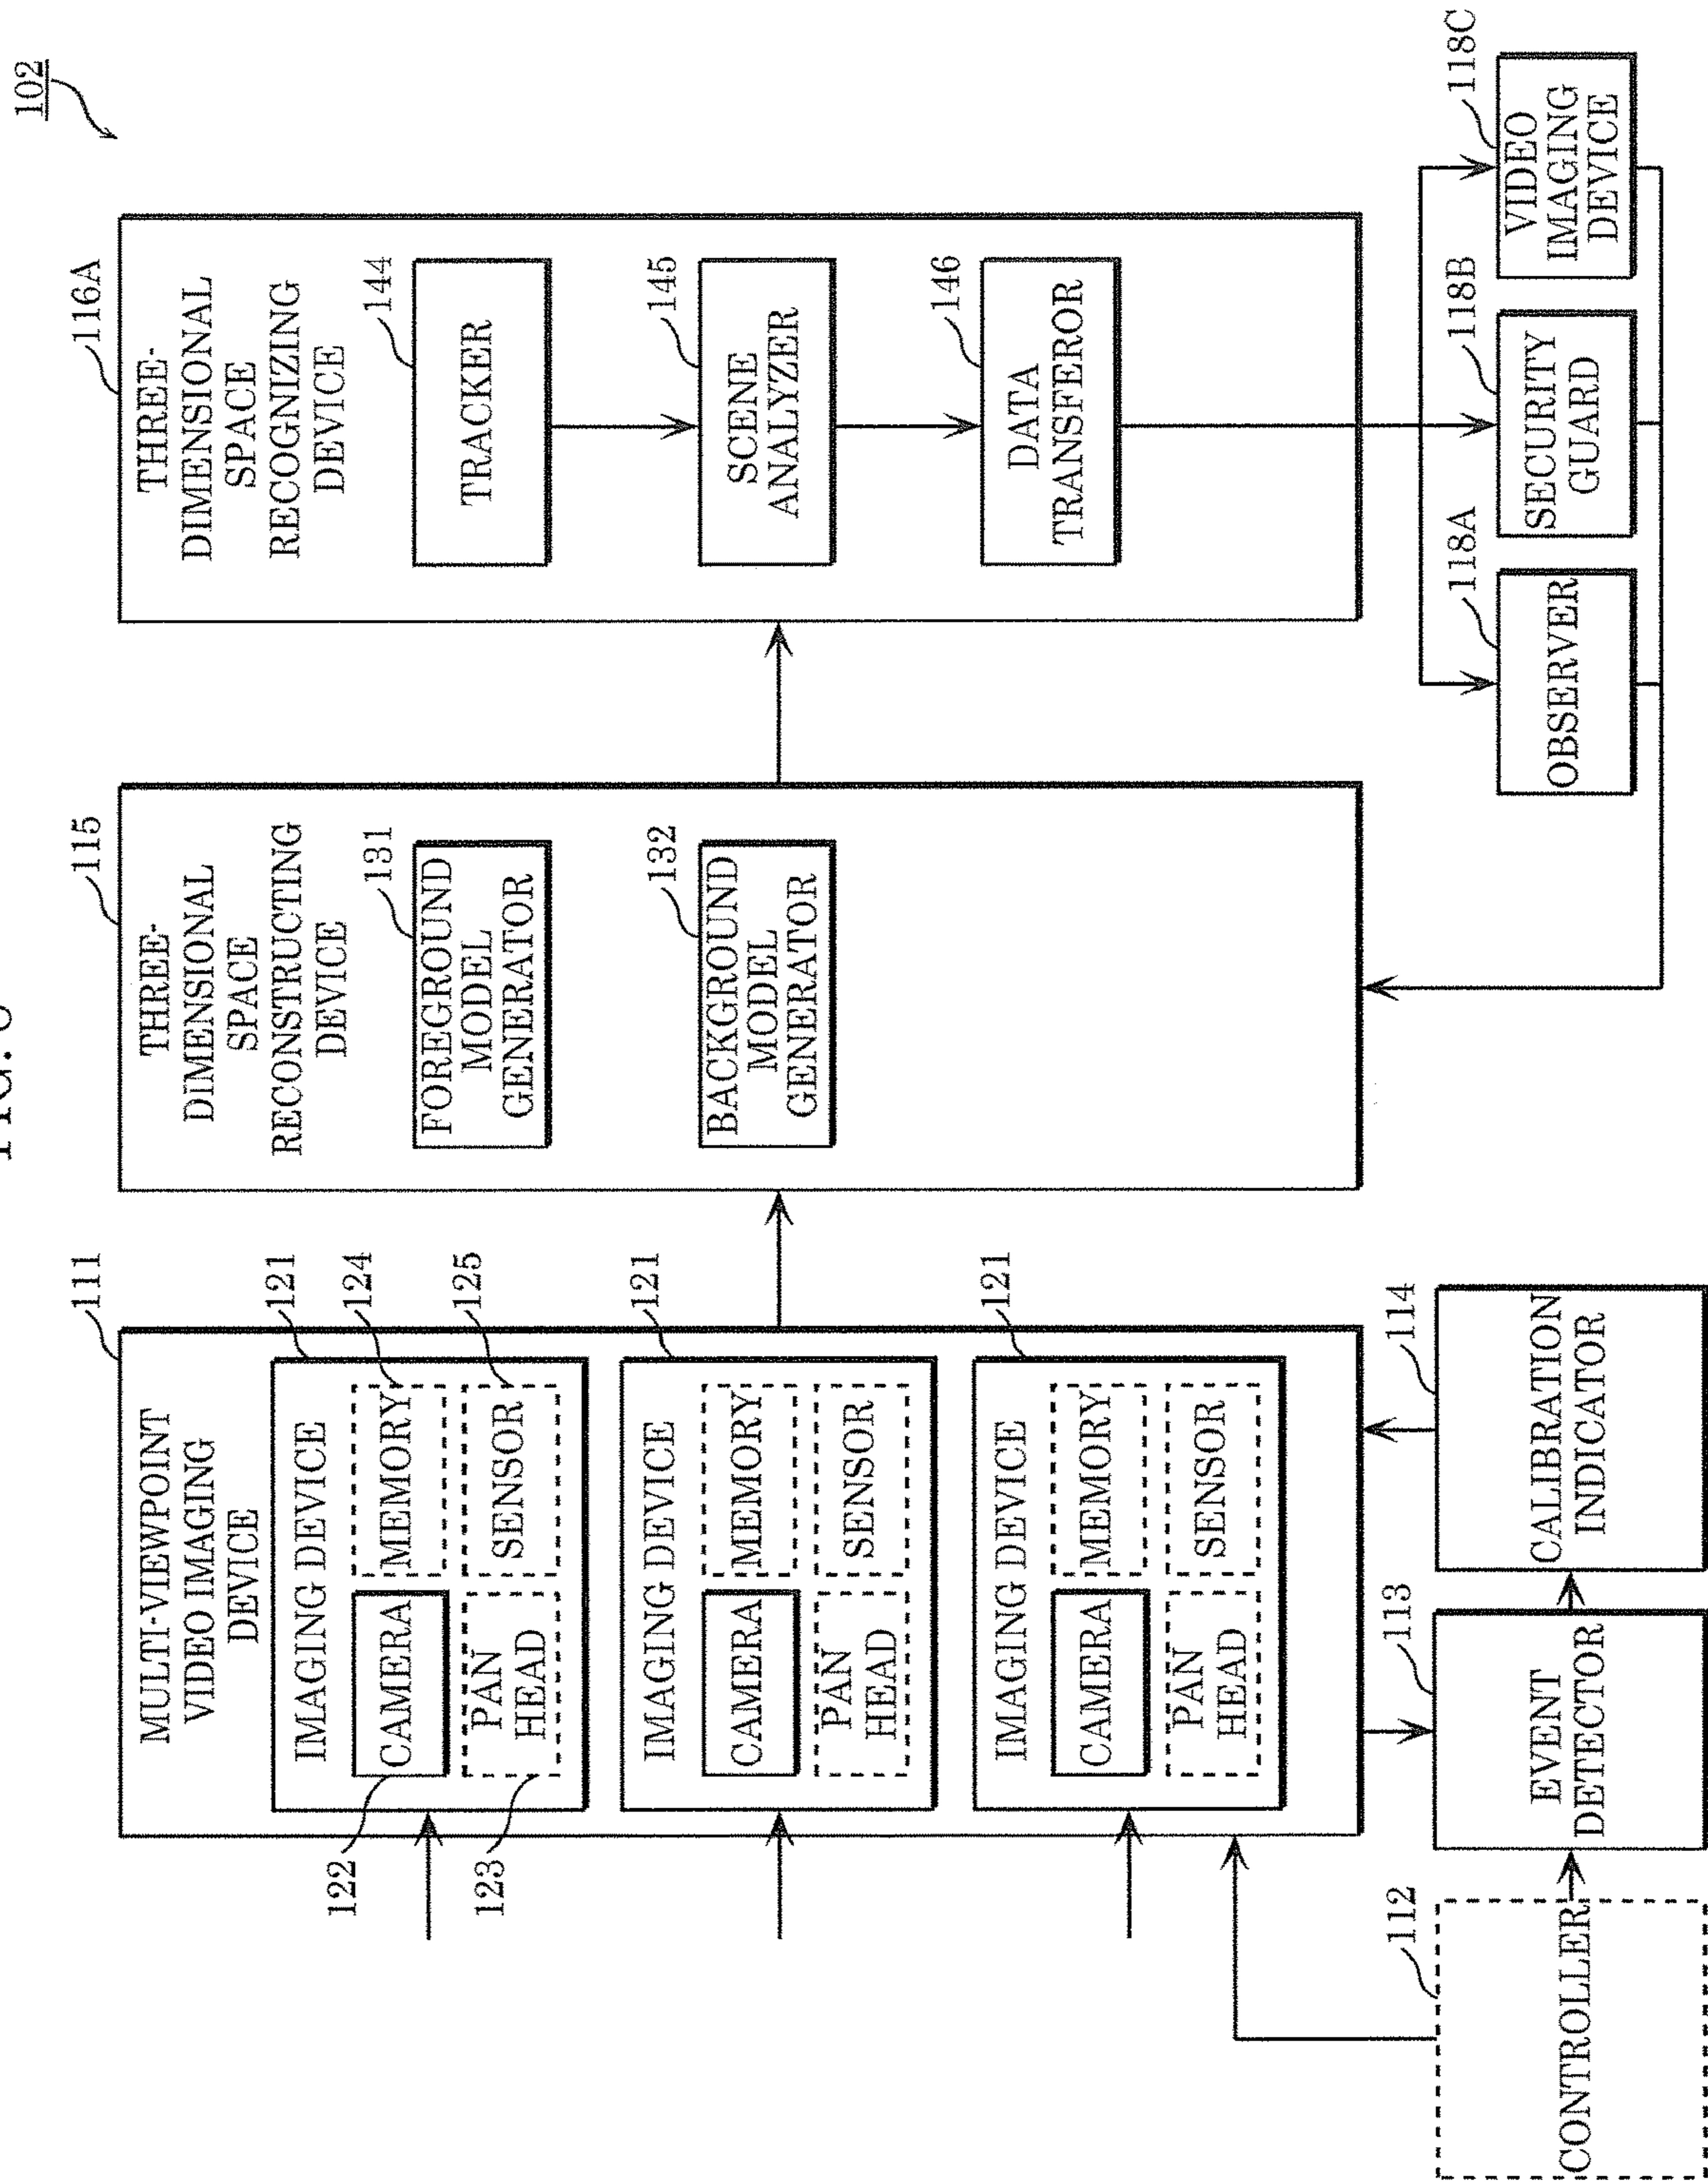 FIG.
102
111
MULTI-VIEWPOINT
VIDEO IMAGING
DEVICE
121
IMAGING DEVICE
122
CAMERA
124
MEMORY
123
PAN
HEAD
125
SENSOR
121
IMAGING DEVICE
CAMERA
MEMORY
PAN
HEAD
SENSOR
121
IMAGING DEVICE
CAMERA
MEMORY
PAN
HEAD
SENSOR
112
CONTROLLER
113
EVENT
DETECTOR
114
CALIBRATION
INDICATOR
115
THREE-
DIMENSIONAL
SPACE
RECONSTRUCTING
DEVICE
131
FOREGROUND
MODEL
GENERATOR
132
BACKGROUND
MODEL
GENERATOR
116A
THREE-
DIMENSIONAL
SPACE
RECOGNIZING
DEVICE
144
TRACKER
145
SCENE
ANALYZER
146
DATA
TRANSFEROR
118A
OBSERVER
118B
SECURITY
GUARD
118C
VIDEO
IMAGING
DEVICE